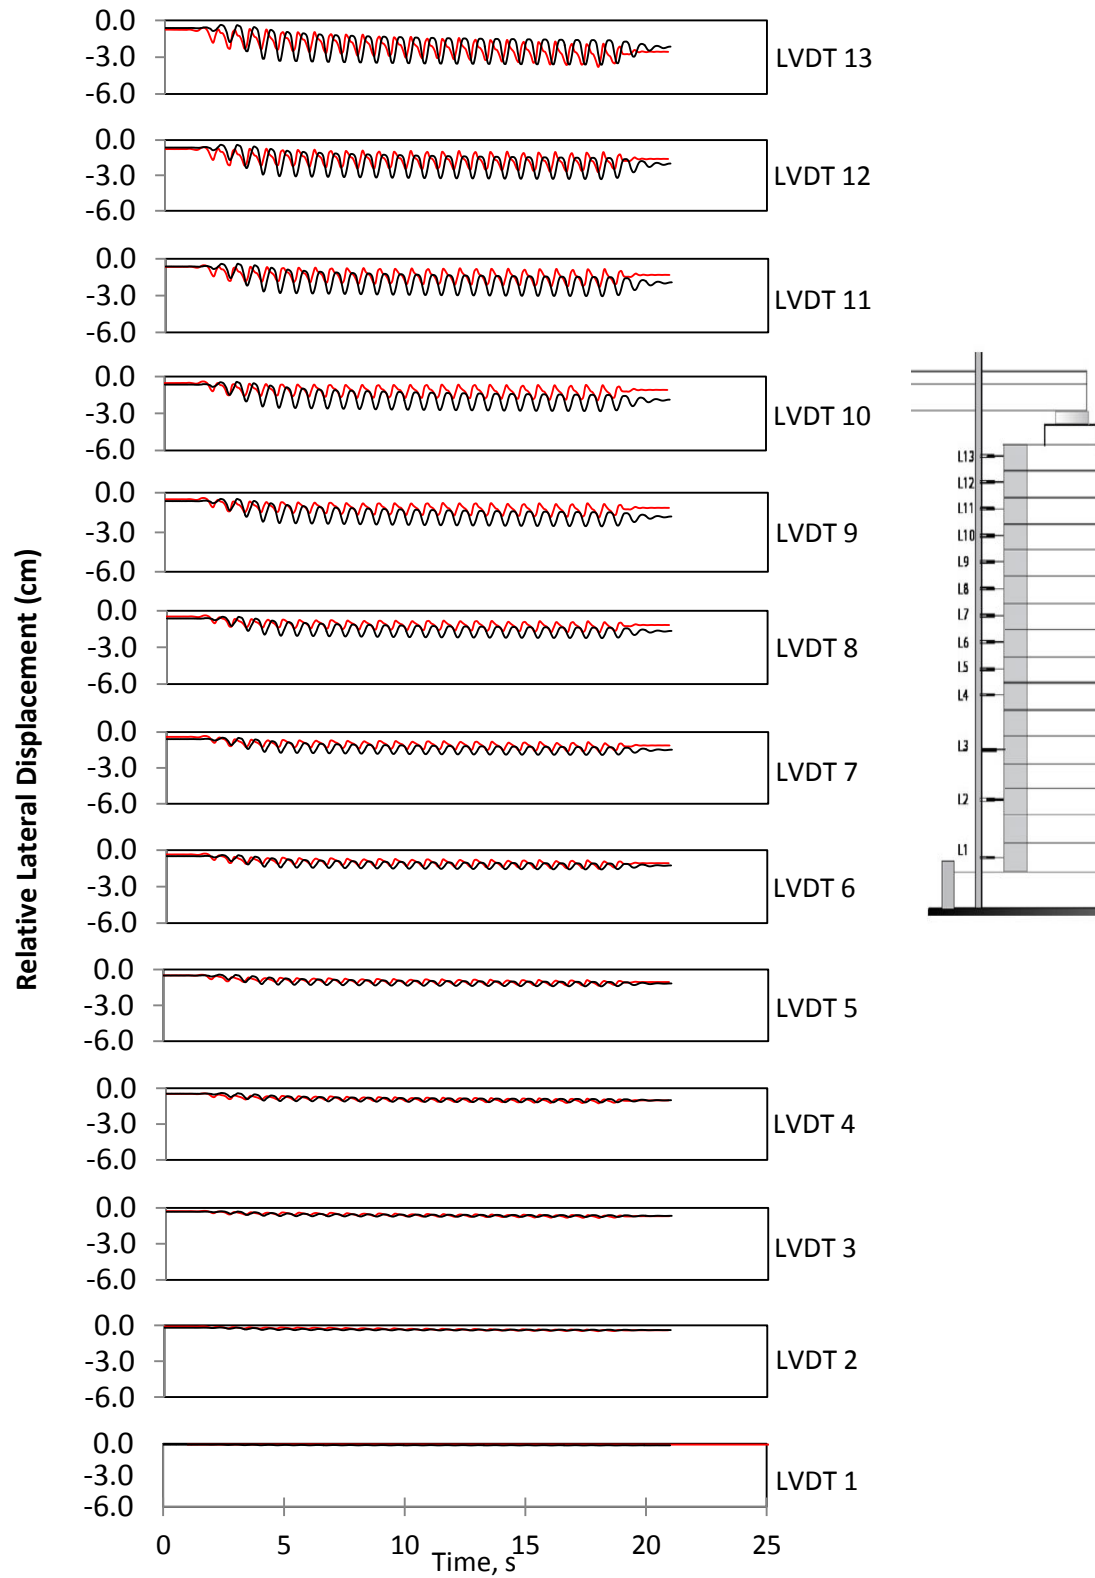 0.0
-3.0
-6.0
LVDT 13
0.0
-3.0
-6.0
LVDT 12
0.0
-3.0
-6.0
LVDT 11
0.0
-3.0
-6.0
LVDT 10
0.0
-3.0
-6.0
LVDT 9
0.0
-3.0
-6.0
LVDT 8
0.0
-3.0
-6.0
LVDT 7
0.0
-3.0
-6.0
LVDT 6
0.0
-3.0
-6.0
LVDT 5
0.0
-3.0
-6.0
LVDT 4
0.0
-3.0
-6.0
LVDT 3
0.0
-3.0
-6.0
LVDT 2
0.0
-3.0
-6.0
LVDT 1
0 5 10 15 20 25
Time, s
Relative Lateral Displacement (cm)
L13
L12
L11
L10
L9
L8
L7
L6
L5
L4
L3
L2
L1